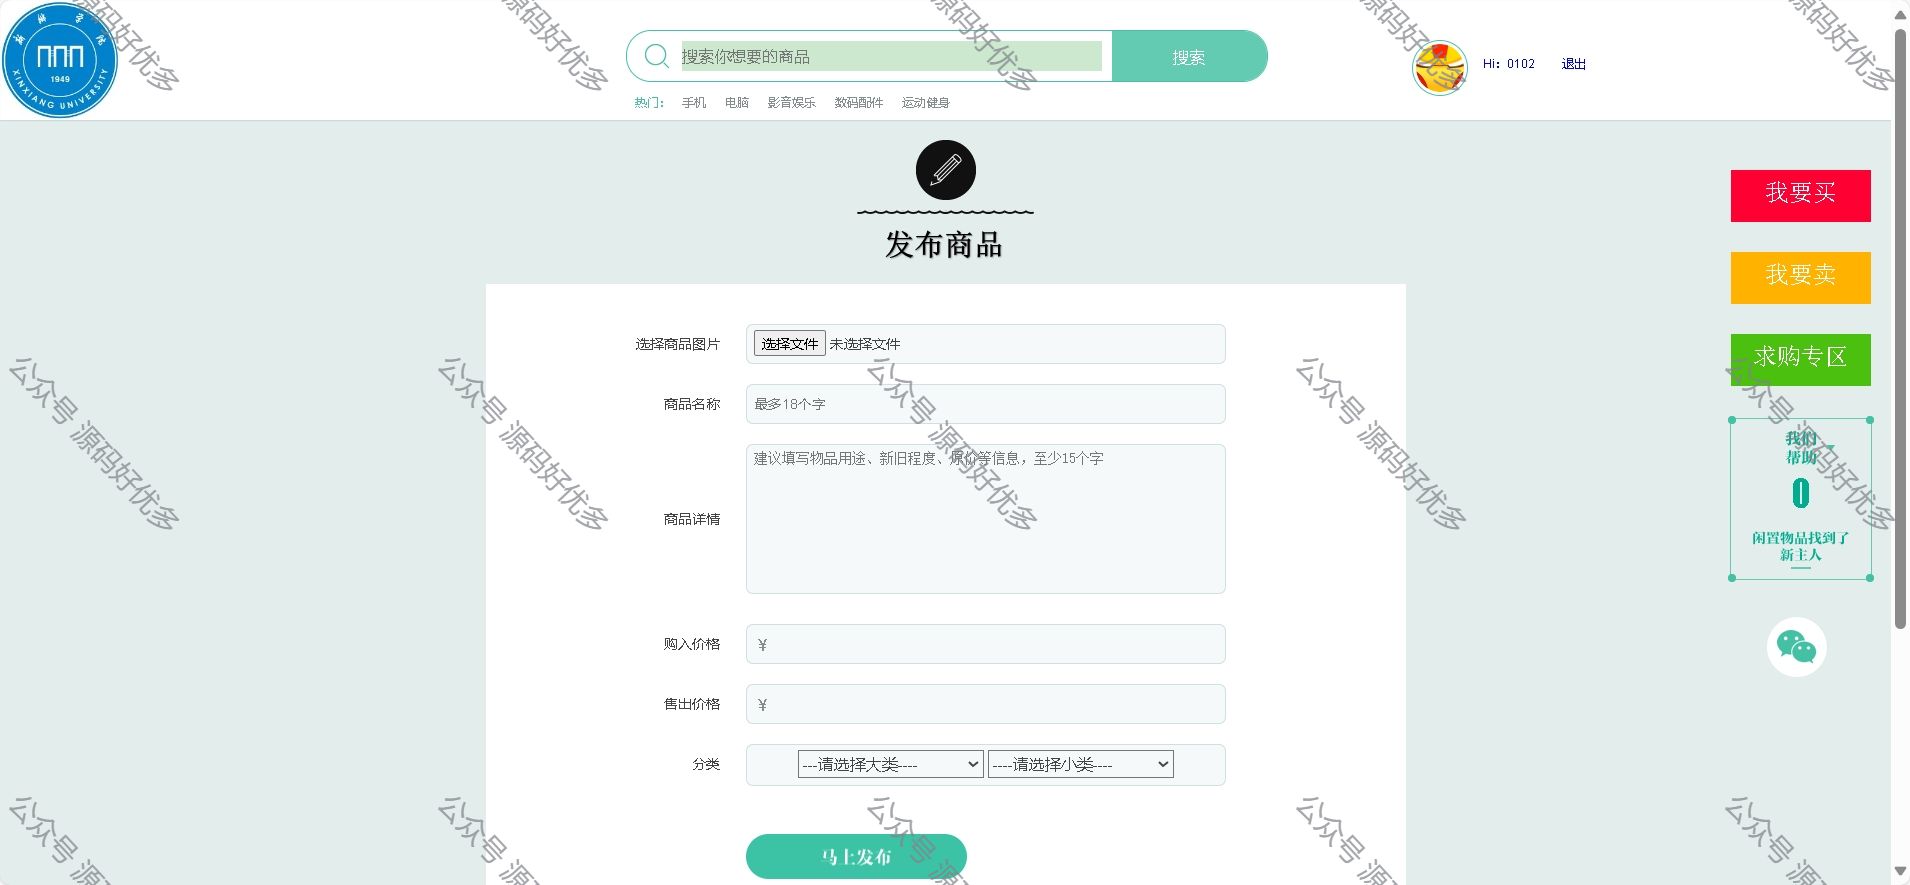 新乡学院
1949
XINXIANG UNIVERSITY
搜索你想要的商品
搜索
Hi：0102
退出
热门：
手机
电脑
影音娱乐
数码配件
运动健身
发布商品
我要买
我要卖
求购专区
我们
帮助
0
闲置物品找到了
新主人
选择商品图片
选择文件 未选择文件
商品名称
最多18个字
商品详情
建议填写物品用途、新旧程度、原价等信息，至少15个字
购入价格
¥
售出价格
¥
分类
---请选择大类----
----请选择小类----
马上发布
公众号 源码好优多